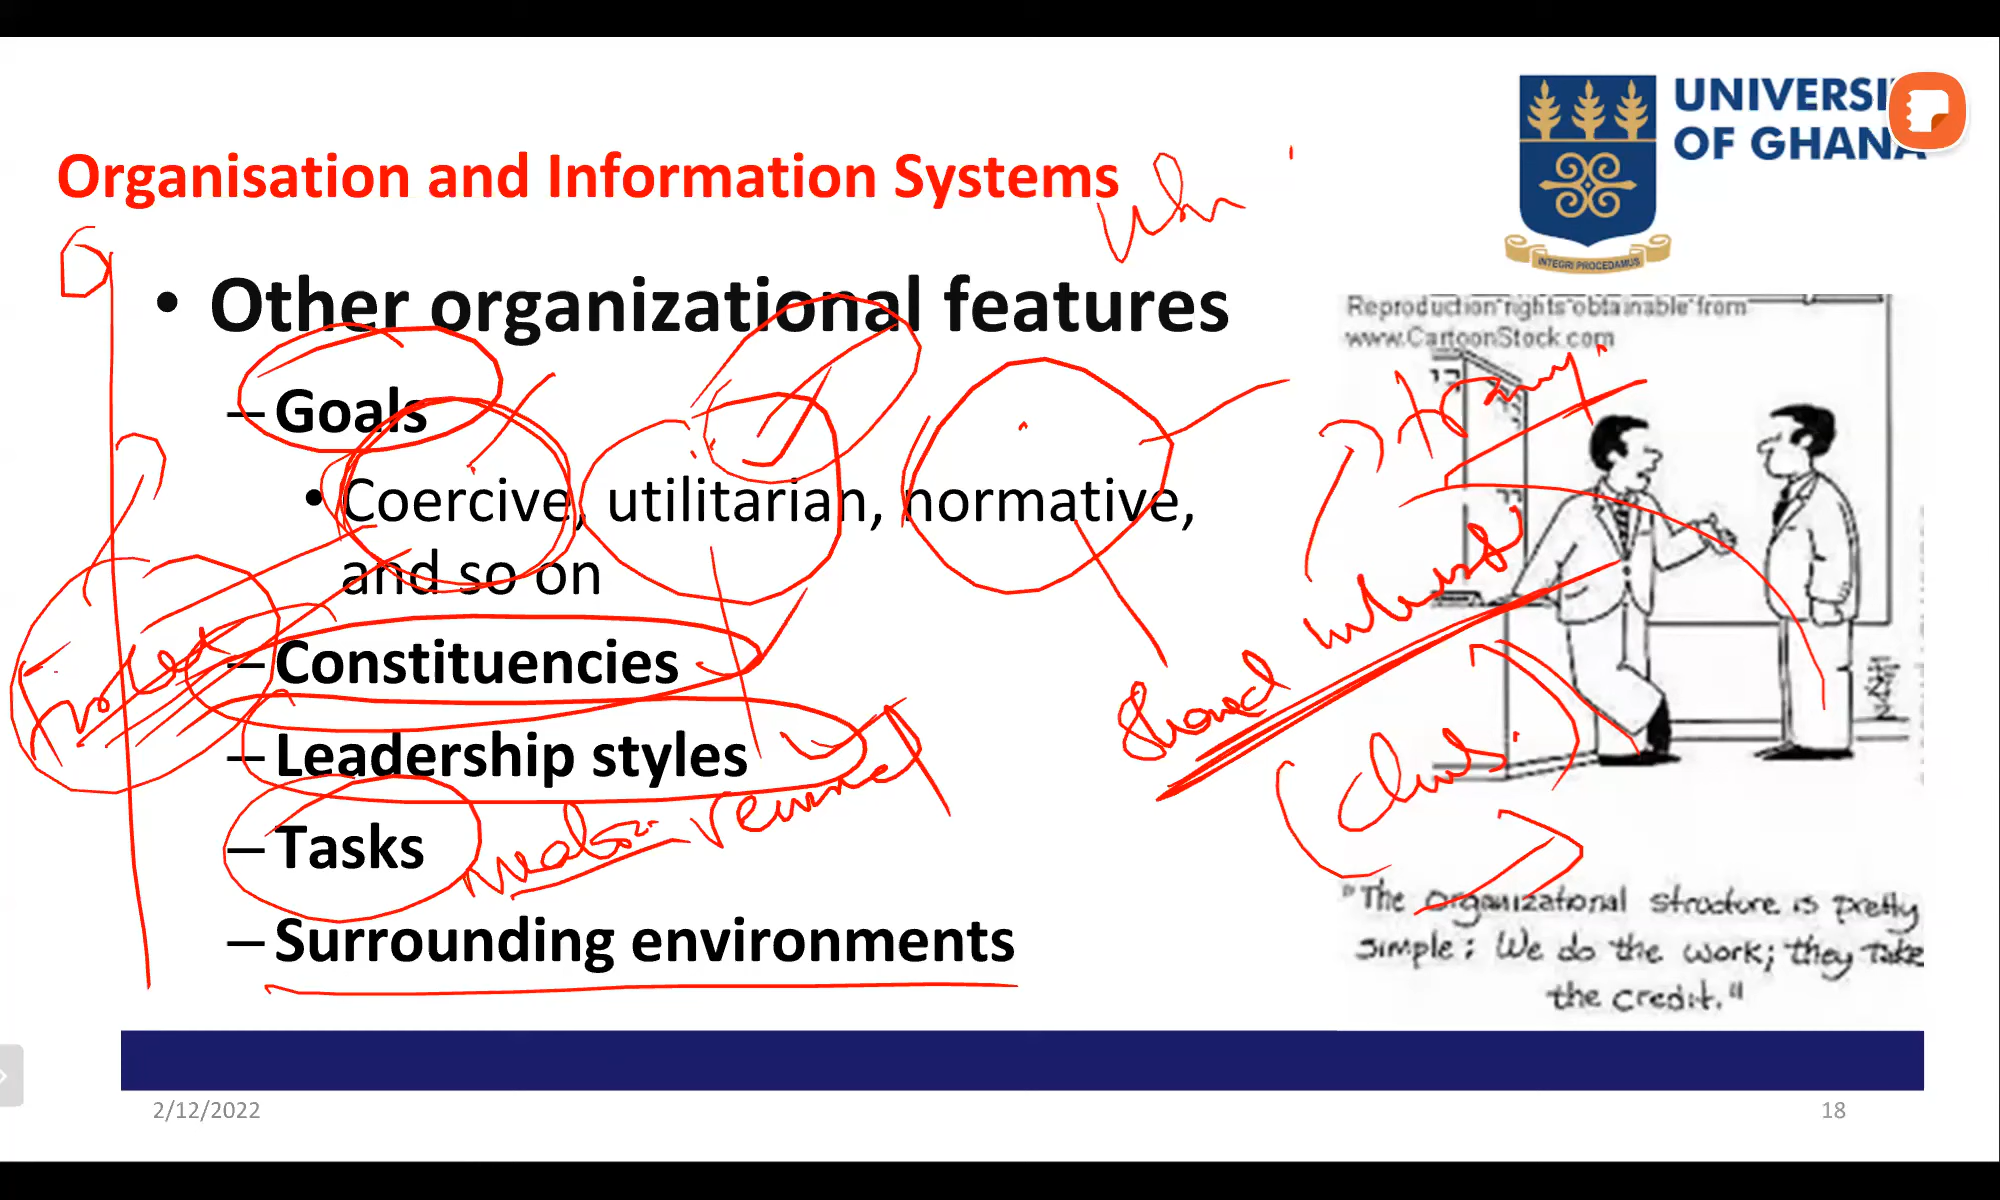 UNIVERSI
OF GHANA
INTEGRI PROCEDAMUS
Organisation and Information Systems
• Other organizational features
– Goals
• Coercive, utilitarian, normative,
and so on
– Constituencies
– Leadership styles
– Tasks
– Surrounding environments
Reproduction rights obtainable from
www.CartoonStock.com
Shared interest
"The organizational structure is pretty
simple: We do the work; they take
the credit."
2/12/2022
18